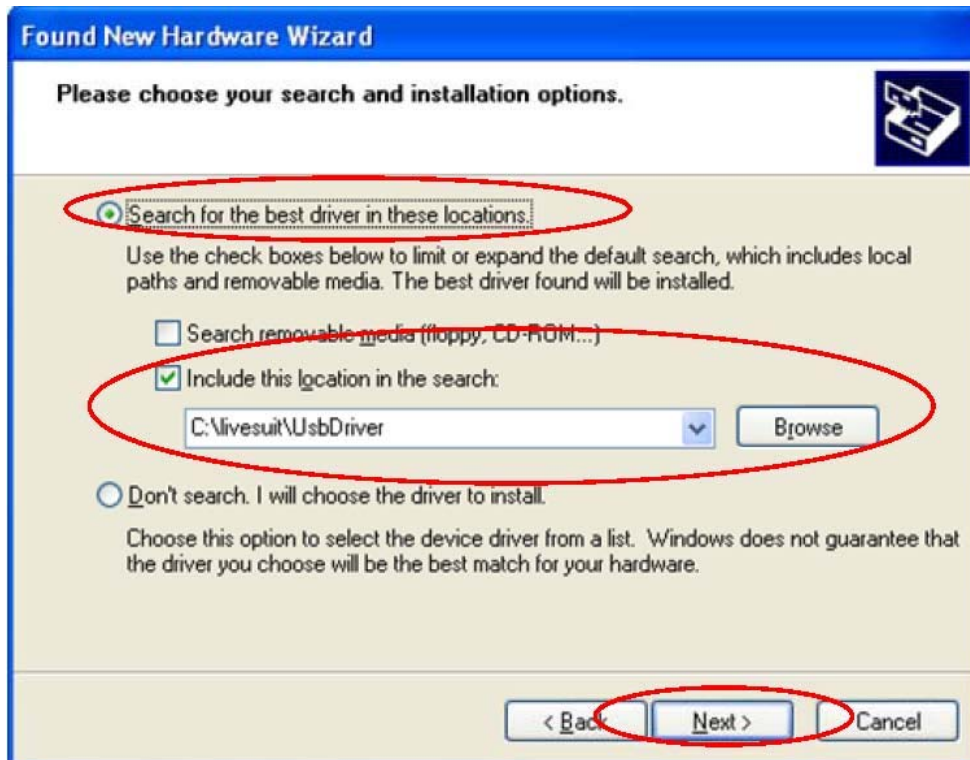 Found New Hardware Wizard
Please choose your search and installation options.
Search for the best driver in these locations.
Use the check boxes below to limit or expand the default search, which includes local
paths and removable media. The best driver found will be installed.
Search removable media (floppy, CD-ROM...)
Include this location in the search:
C:\livesuit\UsbDriver
Browse
Don't search. I will choose the driver to install.
Choose this option to select the device driver from a list. Windows does not guarantee that
the driver you choose will be the best match for your hardware.
< Back Next > Cancel